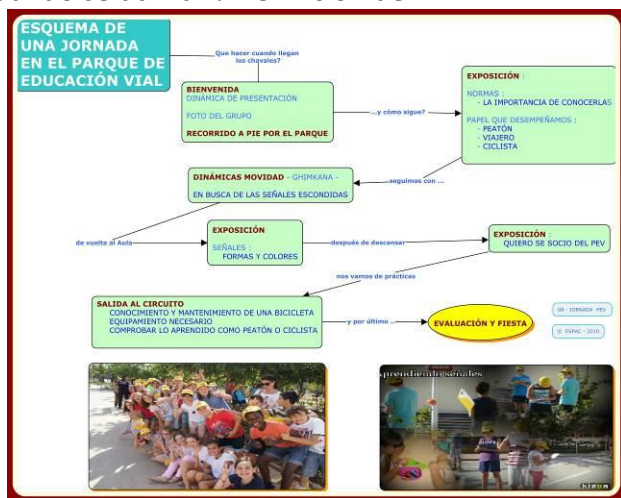 ESQUEMA DE
UNA JORNADA
EN EL PARQUE DE
EDUCACIÓN VIAL
Que hacer cuando llegan
los chavales?
BIENVENIDA
DINÁMICA DE PRESENTACIÓN
FOTO DEL GRUPO
RECORRIDO A PIE POR EL PARQUE
...y cómo sigue?
EXPOSICIÓN :
NORMAS :
- LA IMPORTANCIA DE CONOCERLAS
PAPEL QUE DESEMPEÑAMOS :
- PEATÓN
- VIAJERO
- CICLISTA
seguimos con ...
DINÁMICAS MOVIDAD - GHIMKANA -
EN BUSCA DE LAS SEÑALES ESCONDIDAS
de vuelta al Aula
EXPOSICIÓN
SEÑALES :
FORMAS Y COLORES
después de descansar
EXPOSICIÓN :
QUIERO SE SOCIO DEL PEV
nos vamos de prácticas
SALIDA AL CIRCUITO
CONOCIMIENTO Y MANTENIMIENTO DE UNA BICICLETA
EQUIPAMIENTO NECESARIO
COMPROBAR LO APRENDIDO COMO PEATÓN O CICLISTA
y por último ..
EVALUACIÓN Y FIESTA
08 - JORNADA -PEV
© ESPAC - 2010
Aprendiendo señales
kizoa